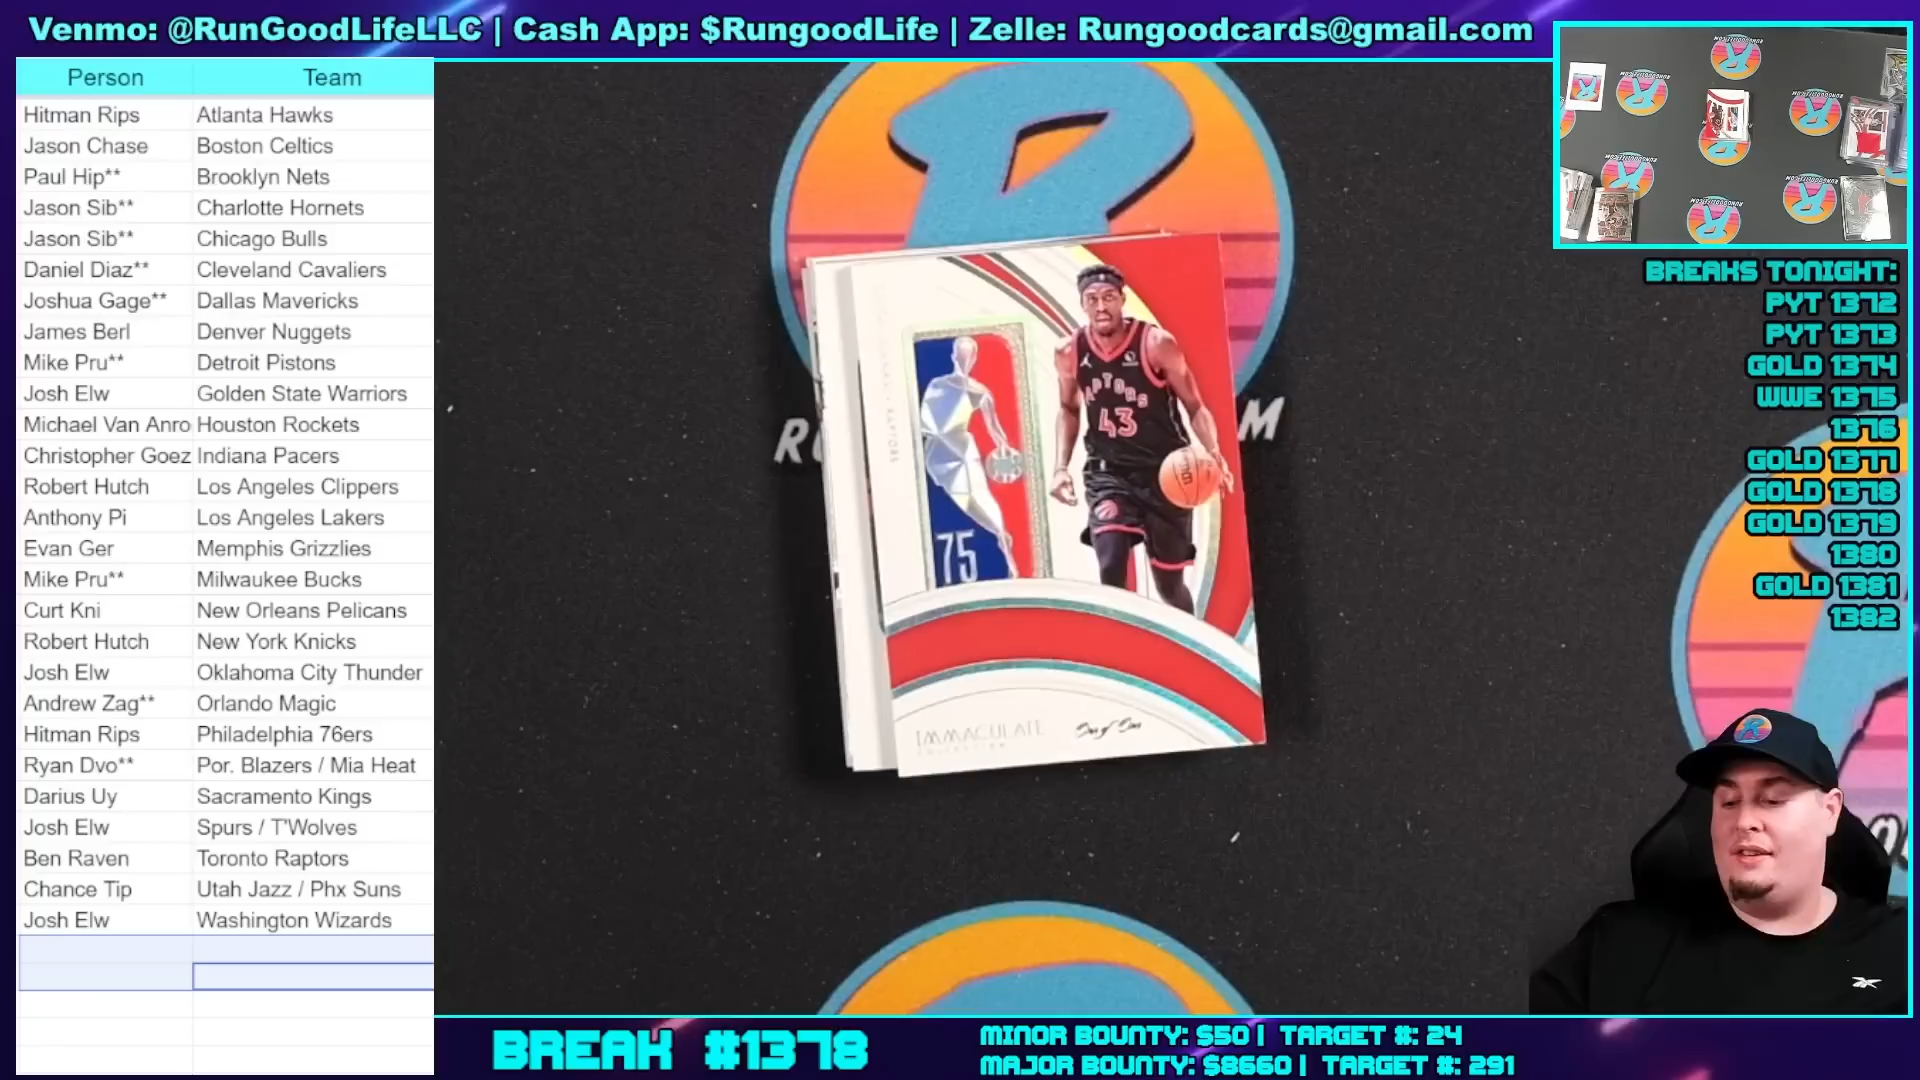 Venmo: @RunGoodLifeLLC | Cash App: $RungoodLife | Zelle: Rungoodcards@gmail.com
Person Team
Hitman Rips Atlanta Hawks
Jason Chase Boston Celtics
Paul Hip** Brooklyn Nets
Jason Sib** Charlotte Hornets
Jason Sib** Chicago Bulls
Daniel Diaz** Cleveland Cavaliers
Joshua Gage** Dallas Mavericks
James Berl Denver Nuggets
Mike Pru** Detroit Pistons
Josh Elw Golden State Warriors
Michael Van Anro Houston Rockets
Christopher Goez Indiana Pacers
Robert Hutch Los Angeles Clippers
Anthony Pi Los Angeles Lakers
Evan Ger Memphis Grizzlies
Mike Pru** Milwaukee Bucks
Curt Kni New Orleans Pelicans
Robert Hutch New York Knicks
Josh Elw Oklahoma City Thunder
Andrew Zag** Orlando Magic
Hitman Rips Philadelphia 76ers
Ryan Dvo** Por. Blazers / Mia Heat
Darius Uy Sacramento Kings
Josh Elw Spurs / T'Wolves
Ben Raven Toronto Raptors
Chance Tip Utah Jazz / Phx Suns
Josh Elw Washington Wizards
RAPTORS
43
75
IMMACULATE
COLLECTION
One of One
BREAKS TONIGHT:
PYT 1372
PYT 1373
GOLD 1374
WWE 1375
1376
GOLD 1377
GOLD 1378
GOLD 1379
1380
GOLD 1381
1382
BREAK #1378
MINOR BOUNTY: $50 | TARGET #: 24
MAJOR BOUNTY: $8660 | TARGET #: 291